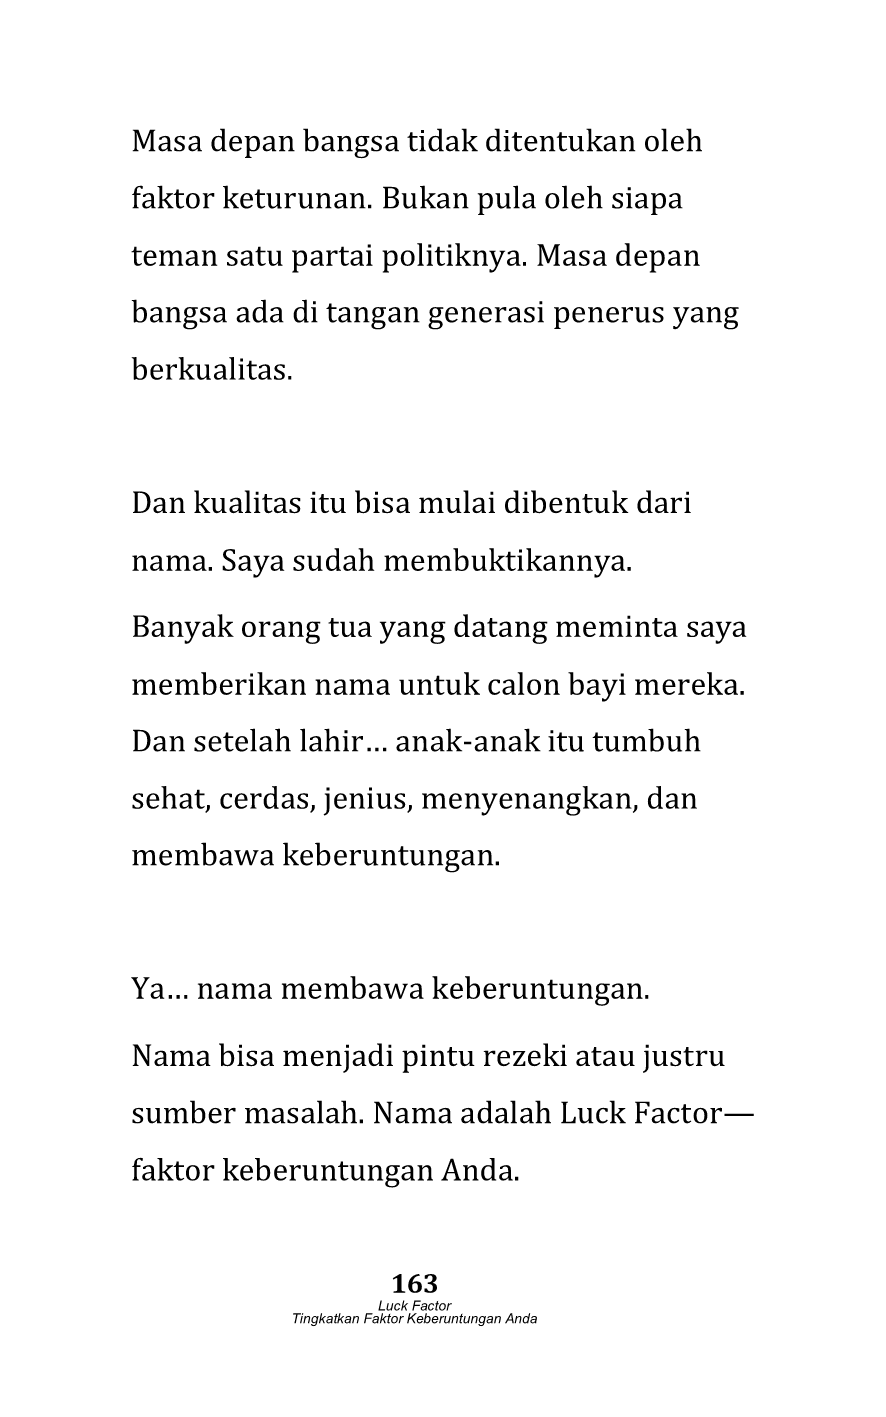 Masa depan bangsa tidak ditentukan oleh
faktor keturunan. Bukan pula oleh siapa
teman satu partai politiknya. Masa depan
bangsa ada di tangan generasi penerus yang
berkualitas.
Dan kualitas itu bisa mulai dibentuk dari
nama. Saya sudah membuktikannya.
Banyak orang tua yang datang meminta saya
memberikan nama untuk calon bayi mereka.
Dan setelah lahir… anak-anak itu tumbuh
sehat, cerdas, jenius, menyenangkan, dan
membawa keberuntungan.
Ya… nama membawa keberuntungan.
Nama bisa menjadi pintu rezeki atau justru
sumber masalah. Nama adalah Luck Factor—
faktor keberuntungan Anda.
163
Luck Factor
Tingkatkan Faktor Keberuntungan Anda